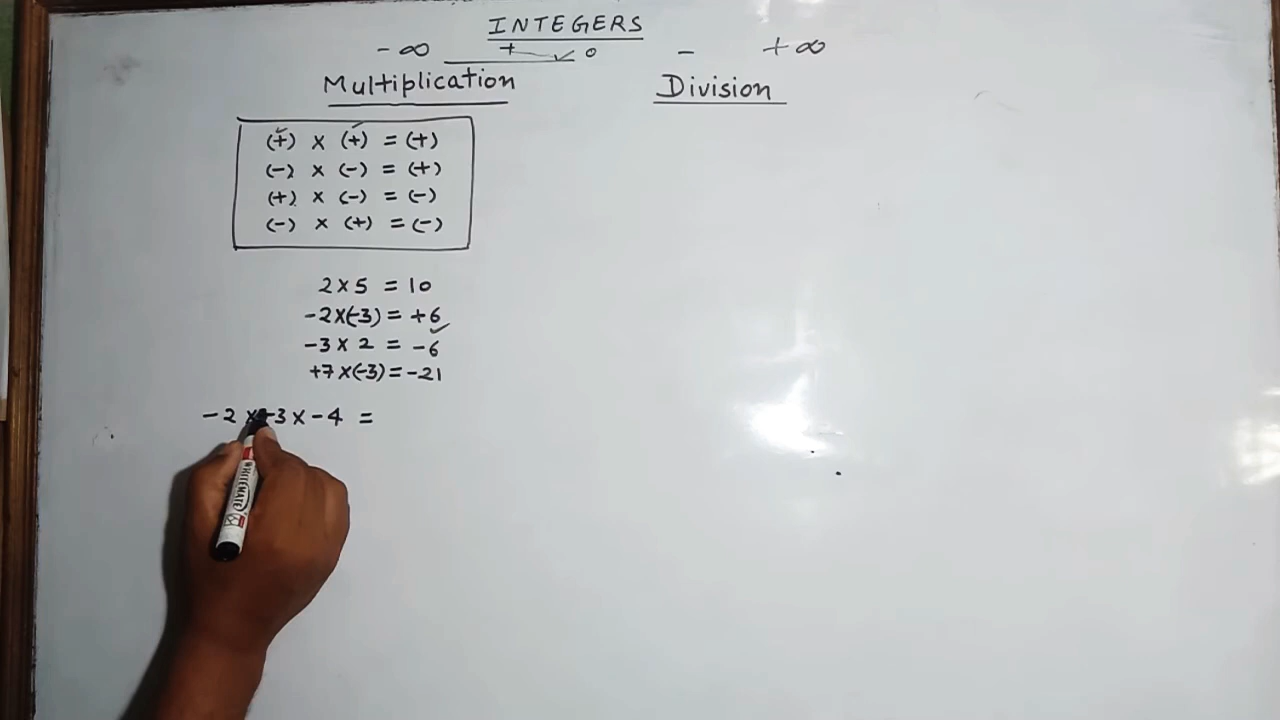 INTEGERS
- ∞ + 0 - + ∞
Multiplication Division
(+) × (+) = (+)
(-) × (-) = (+)
(+) × (-) = (-)
(-) × (+) = (-)
2 × 5 = 10
-2×(-3) = +6
-3 × 2 = -6
+7 ×(-3) = -21
-2 × -3 × -4 =
WHITEMATE